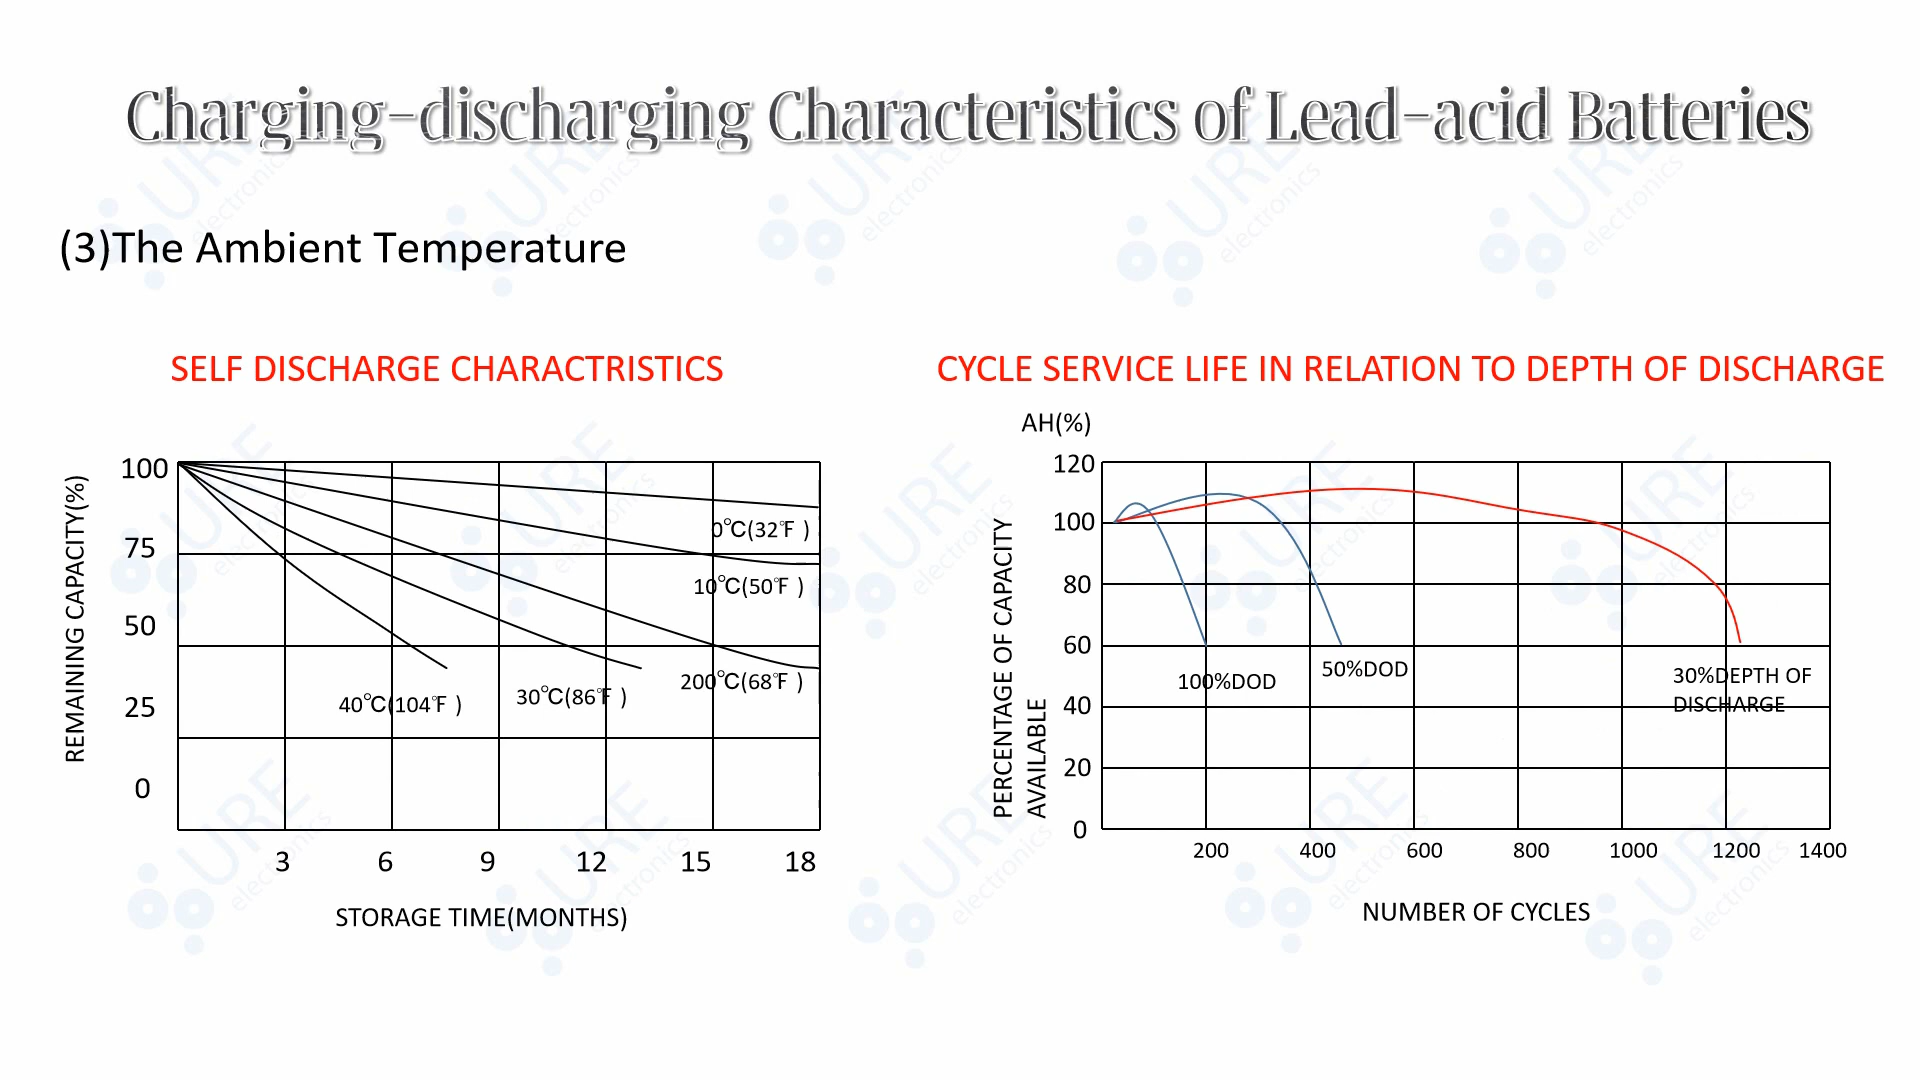 Charging-discharging Characteristics of Lead-acid Batteries
(3)The Ambient Temperature
SELF DISCHARGE CHARACTRISTICS
REMAINING CAPACITY(%)
100
75
50
25
0
0℃(32℉ )
10℃(50℉ )
200℃(68℉ )
30℃(86℉ )
40℃(104℉ )
3 6 9 12 15 18
STORAGE TIME(MONTHS)
CYCLE SERVICE LIFE IN RELATION TO DEPTH OF DISCHARGE
AH(%)
PERCENTAGE OF CAPACITY
AVAILABLE
120
100
80
60
40
20
0
100%DOD
50%DOD
30%DEPTH OF
DISCHARGE
200 400 600 800 1000 1200 1400
NUMBER OF CYCLES
URE
electronics